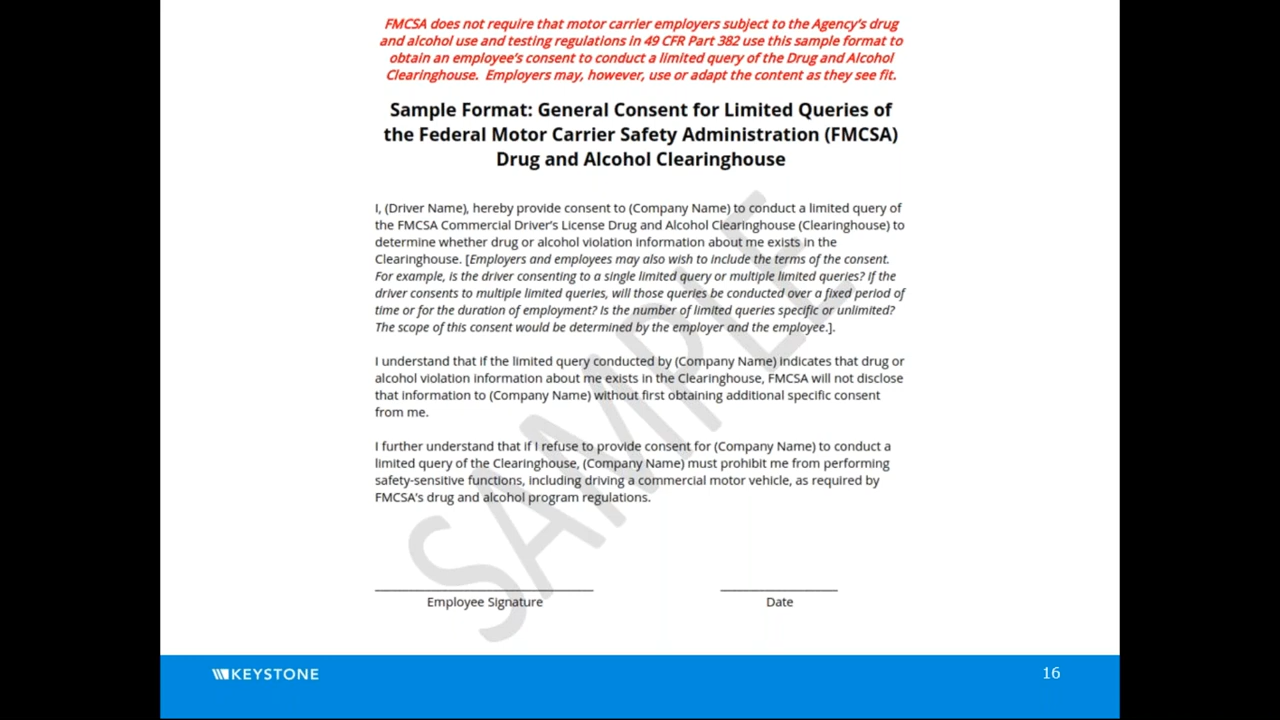 FMCSA does not require that motor carrier employers subject to the Agency’s drug
and alcohol use and testing regulations in 49 CFR Part 382 use this sample format to
obtain an employee’s consent to conduct a limited query of the Drug and Alcohol
Clearinghouse. Employers may, however, use or adapt the content as they see fit.
Sample Format: General Consent for Limited Queries of
the Federal Motor Carrier Safety Administration (FMCSA)
Drug and Alcohol Clearinghouse
I, (Driver Name), hereby provide consent to (Company Name) to conduct a limited query of
the FMCSA Commercial Driver’s License Drug and Alcohol Clearinghouse (Clearinghouse) to
determine whether drug or alcohol violation information about me exists in the
Clearinghouse. [Employers and employees may also wish to include the terms of the consent.
For example, is the driver consenting to a single limited query or multiple limited queries? If the
driver consents to multiple limited queries, will those queries be conducted over a fixed period of
time or for the duration of employment? Is the number of limited queries specific or unlimited?
The scope of this consent would be determined by the employer and the employee.].
I understand that if the limited query conducted by (Company Name) indicates that drug or
alcohol violation information about me exists in the Clearinghouse, FMCSA will not disclose
that information to (Company Name) without first obtaining additional specific consent
from me.
I further understand that if I refuse to provide consent for (Company Name) to conduct a
limited query of the Clearinghouse, (Company Name) must prohibit me from performing
safety-sensitive functions, including driving a commercial motor vehicle, as required by
FMCSA’s drug and alcohol program regulations.
SAMPLE
Employee Signature
Date
KEYSTONE
16